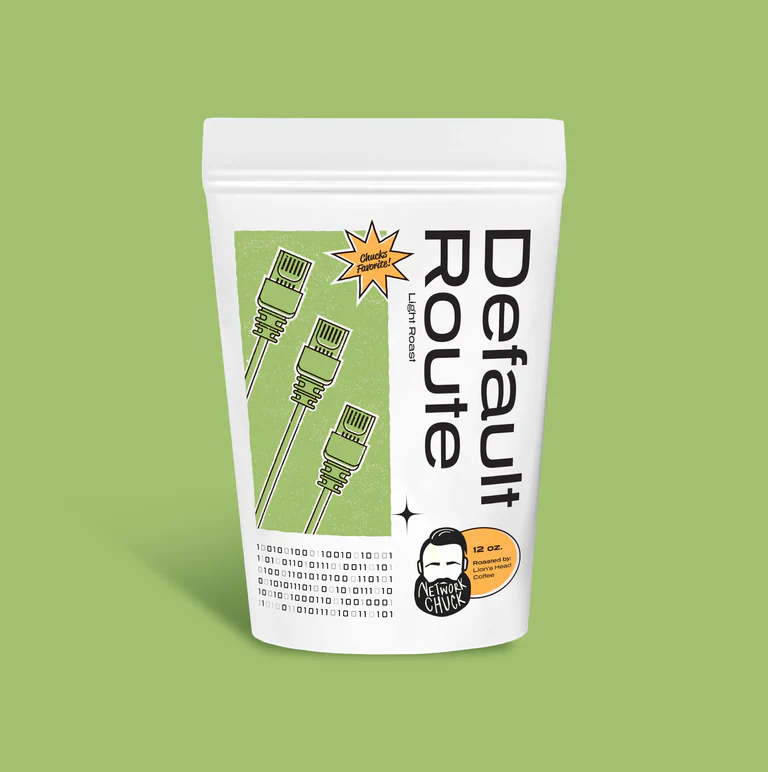 Chucks
Favorite!
Default
Route
Light Roast
12 oz.
Roasted by:
Lion's Head
Coffee
NETWORK
CHUCK